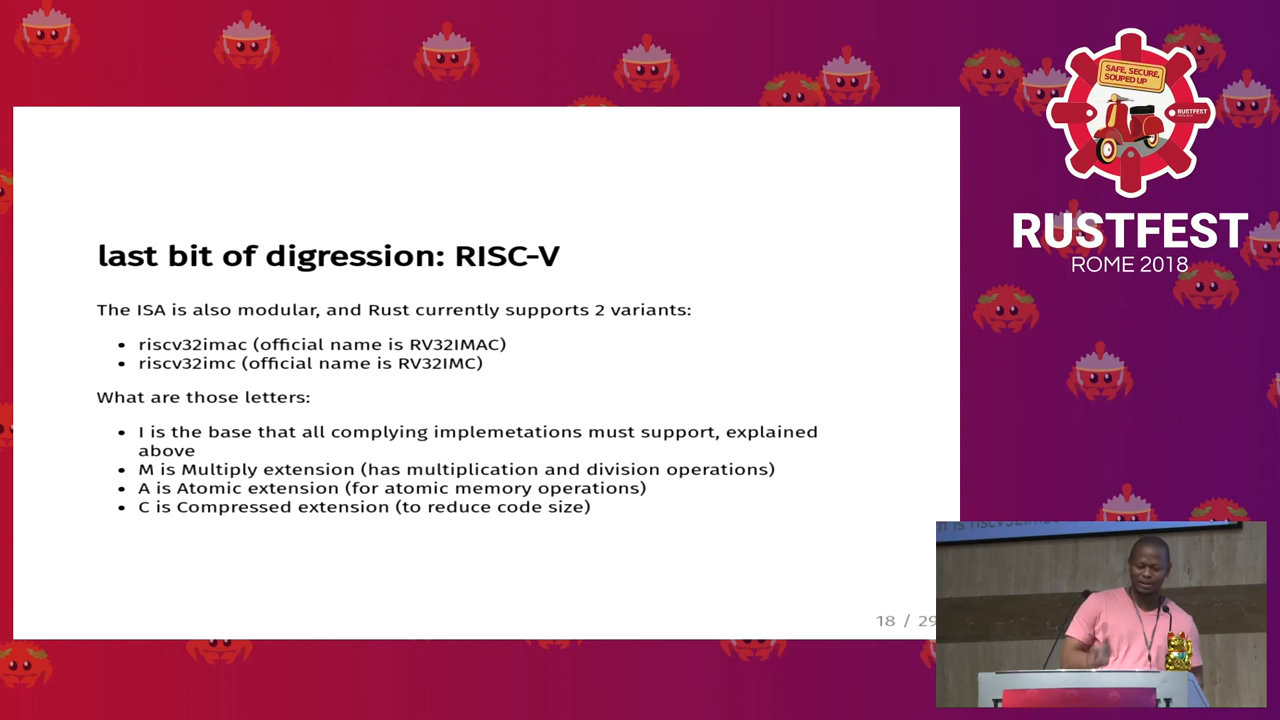 SAFE, SECURE,
SOUPED UP
RUSTFEST
RUSTFEST
ROME 2018
last bit of digression: RISC-V
The ISA is also modular, and Rust currently supports 2 variants:
• riscv32imac (official name is RV32IMAC)
• riscv32imc (official name is RV32IMC)
What are those letters:
• I is the base that all complying implemetations must support, explained
above
• M is Multiply extension (has multiplication and division operations)
• A is Atomic extension (for atomic memory operations)
• C is Compressed extension (to reduce code size)
18 / 29